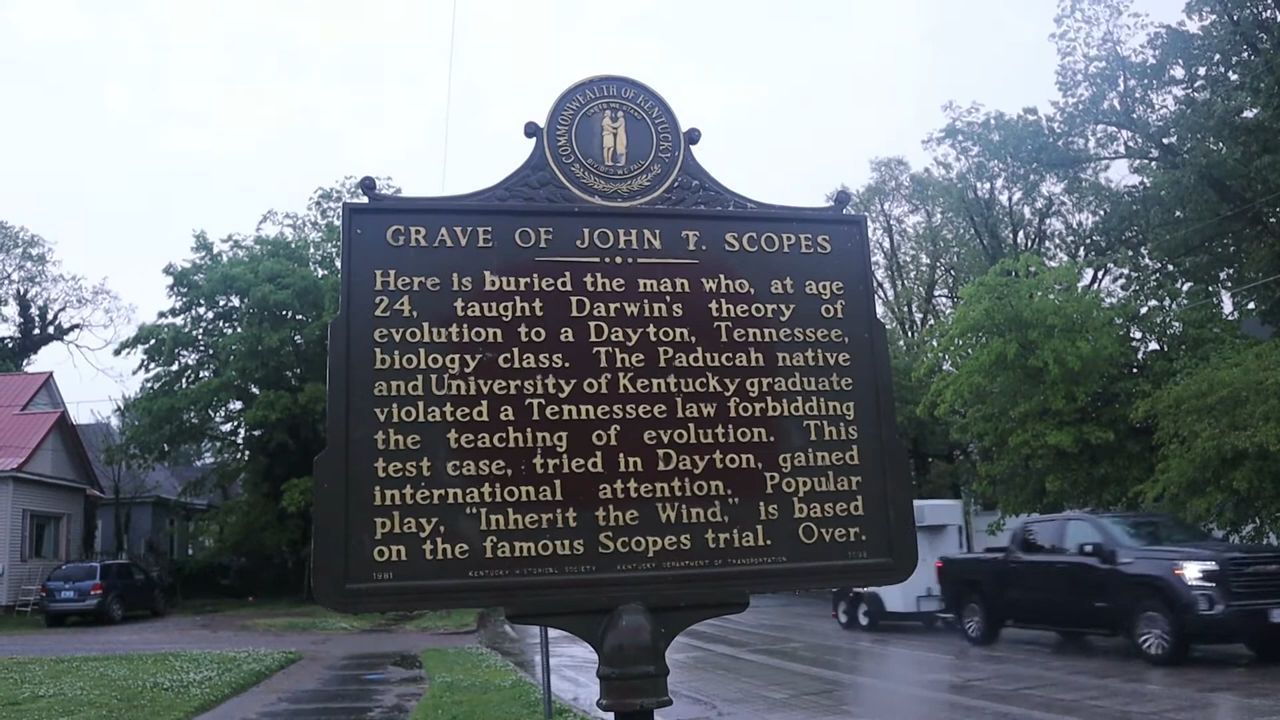 COMMONWEALTH OF KENTUCKY
UNITED WE STAND
DIVIDED WE FALL
GRAVE OF JOHN T. SCOPES
Here is buried the man who, at age
24, taught Darwin's theory of
evolution to a Dayton, Tennessee,
biology class. The Paducah native
and University of Kentucky graduate
violated a Tennessee law forbidding
the teaching of evolution. This
test case, tried in Dayton, gained
international attention. Popular
play, "Inherit the Wind," is based
on the famous Scopes trial. Over.
1981 KENTUCKY HISTORICAL SOCIETY KENTUCKY DEPARTMENT OF TRANSPORTATION